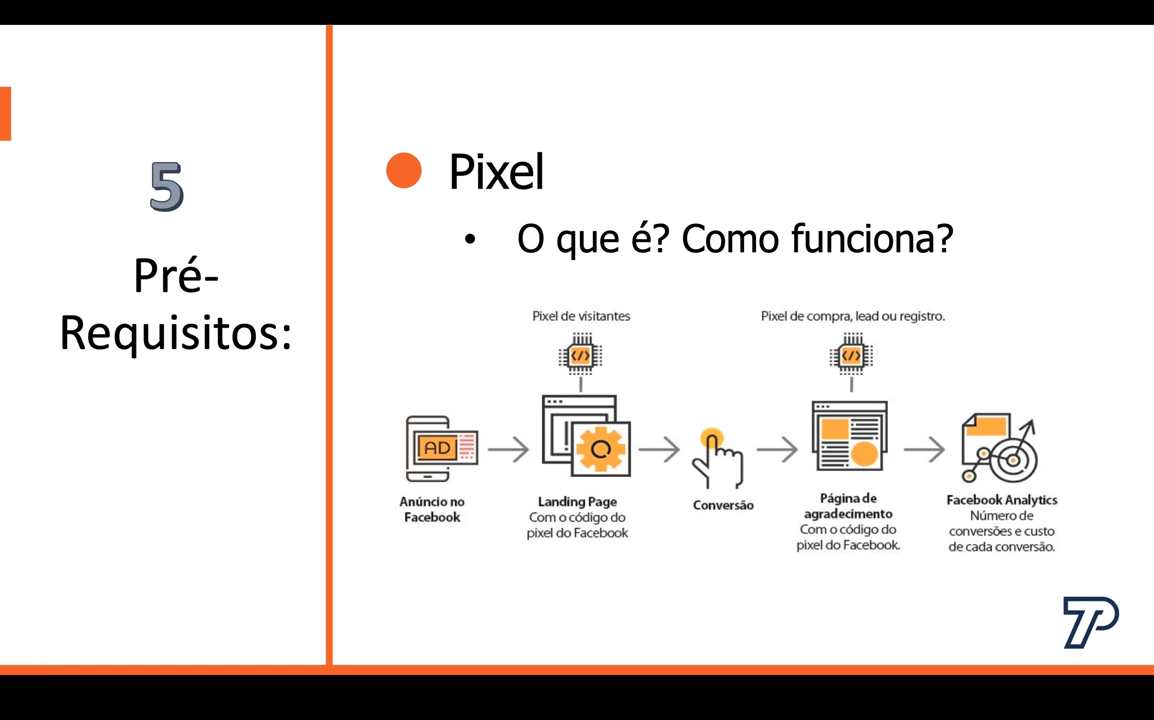 5
Pré-
Requisitos:
Pixel
• O que é? Como funciona?
Pixel de visitantes
Pixel de compra, lead ou registro.
</>
</>
AD
Anúncio no
Facebook
Landing Page
Com o código do
pixel do Facebook
Conversão
Página de
agradecimento
Com o código do
pixel do Facebook.
Facebook Analytics
Número de
conversões e custo
de cada conversão.
7P